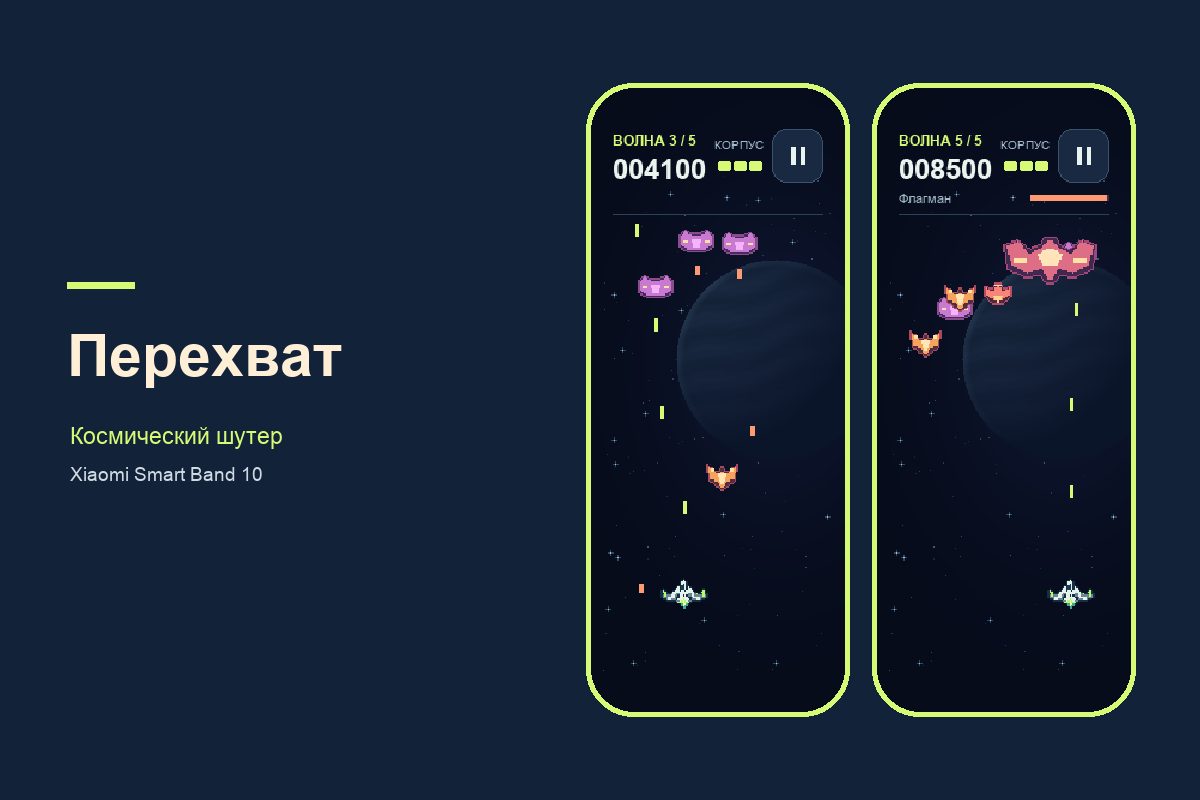 Перехват
Космический шутер
Xiaomi Smart Band 10
ВОЛНА 3 / 5
КОРПУС
004100
ВОЛНА 5 / 5
КОРПУС
008500
Флагман